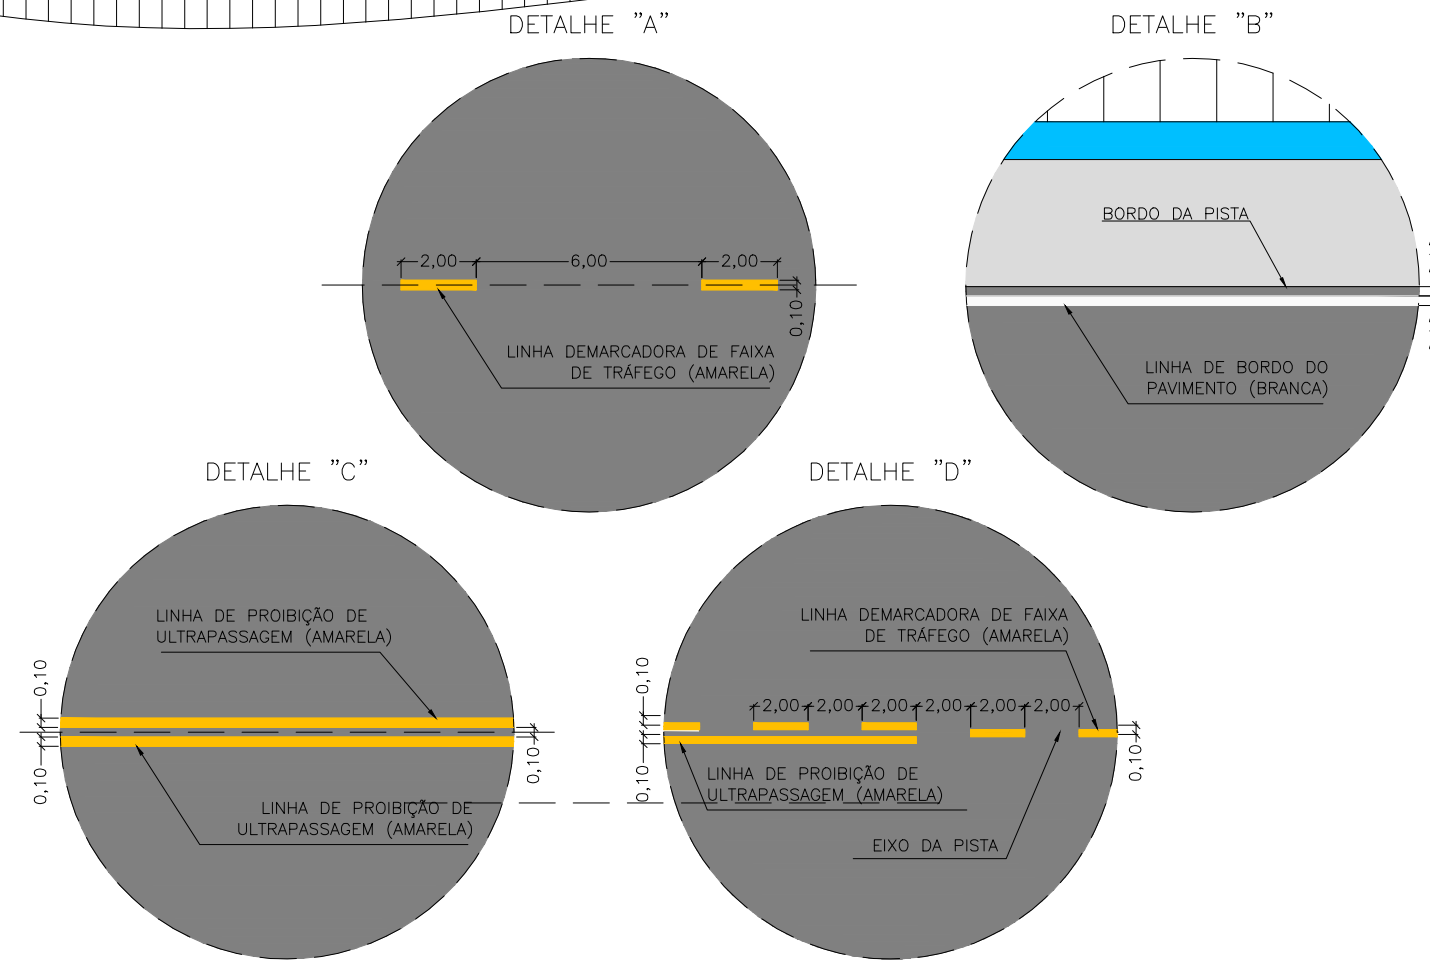 DETALHE "A"
DETALHE "B"
2,00
6,00
2,00
0,10
LINHA DEMARCADORA DE FAIXA
DE TRÁFEGO (AMARELA)
BORDO DA PISTA
LINHA DE BORDO DO
PAVIMENTO (BRANCA)
DETALHE "C"
DETALHE "D"
LINHA DE PROIBIÇÃO DE
ULTRAPASSAGEM (AMARELA)
0,10
0,10
0,10
LINHA DE PROIBIÇÃO DE
ULTRAPASSAGEM (AMARELA)
LINHA DEMARCADORA DE FAIXA
DE TRÁFEGO (AMARELA)
0,10
2,00 2,00 2,00 2,00 2,00 2,00
0,10
0,10
LINHA DE PROIBIÇÃO DE
ULTRAPASSAGEM (AMARELA)
EIXO DA PISTA